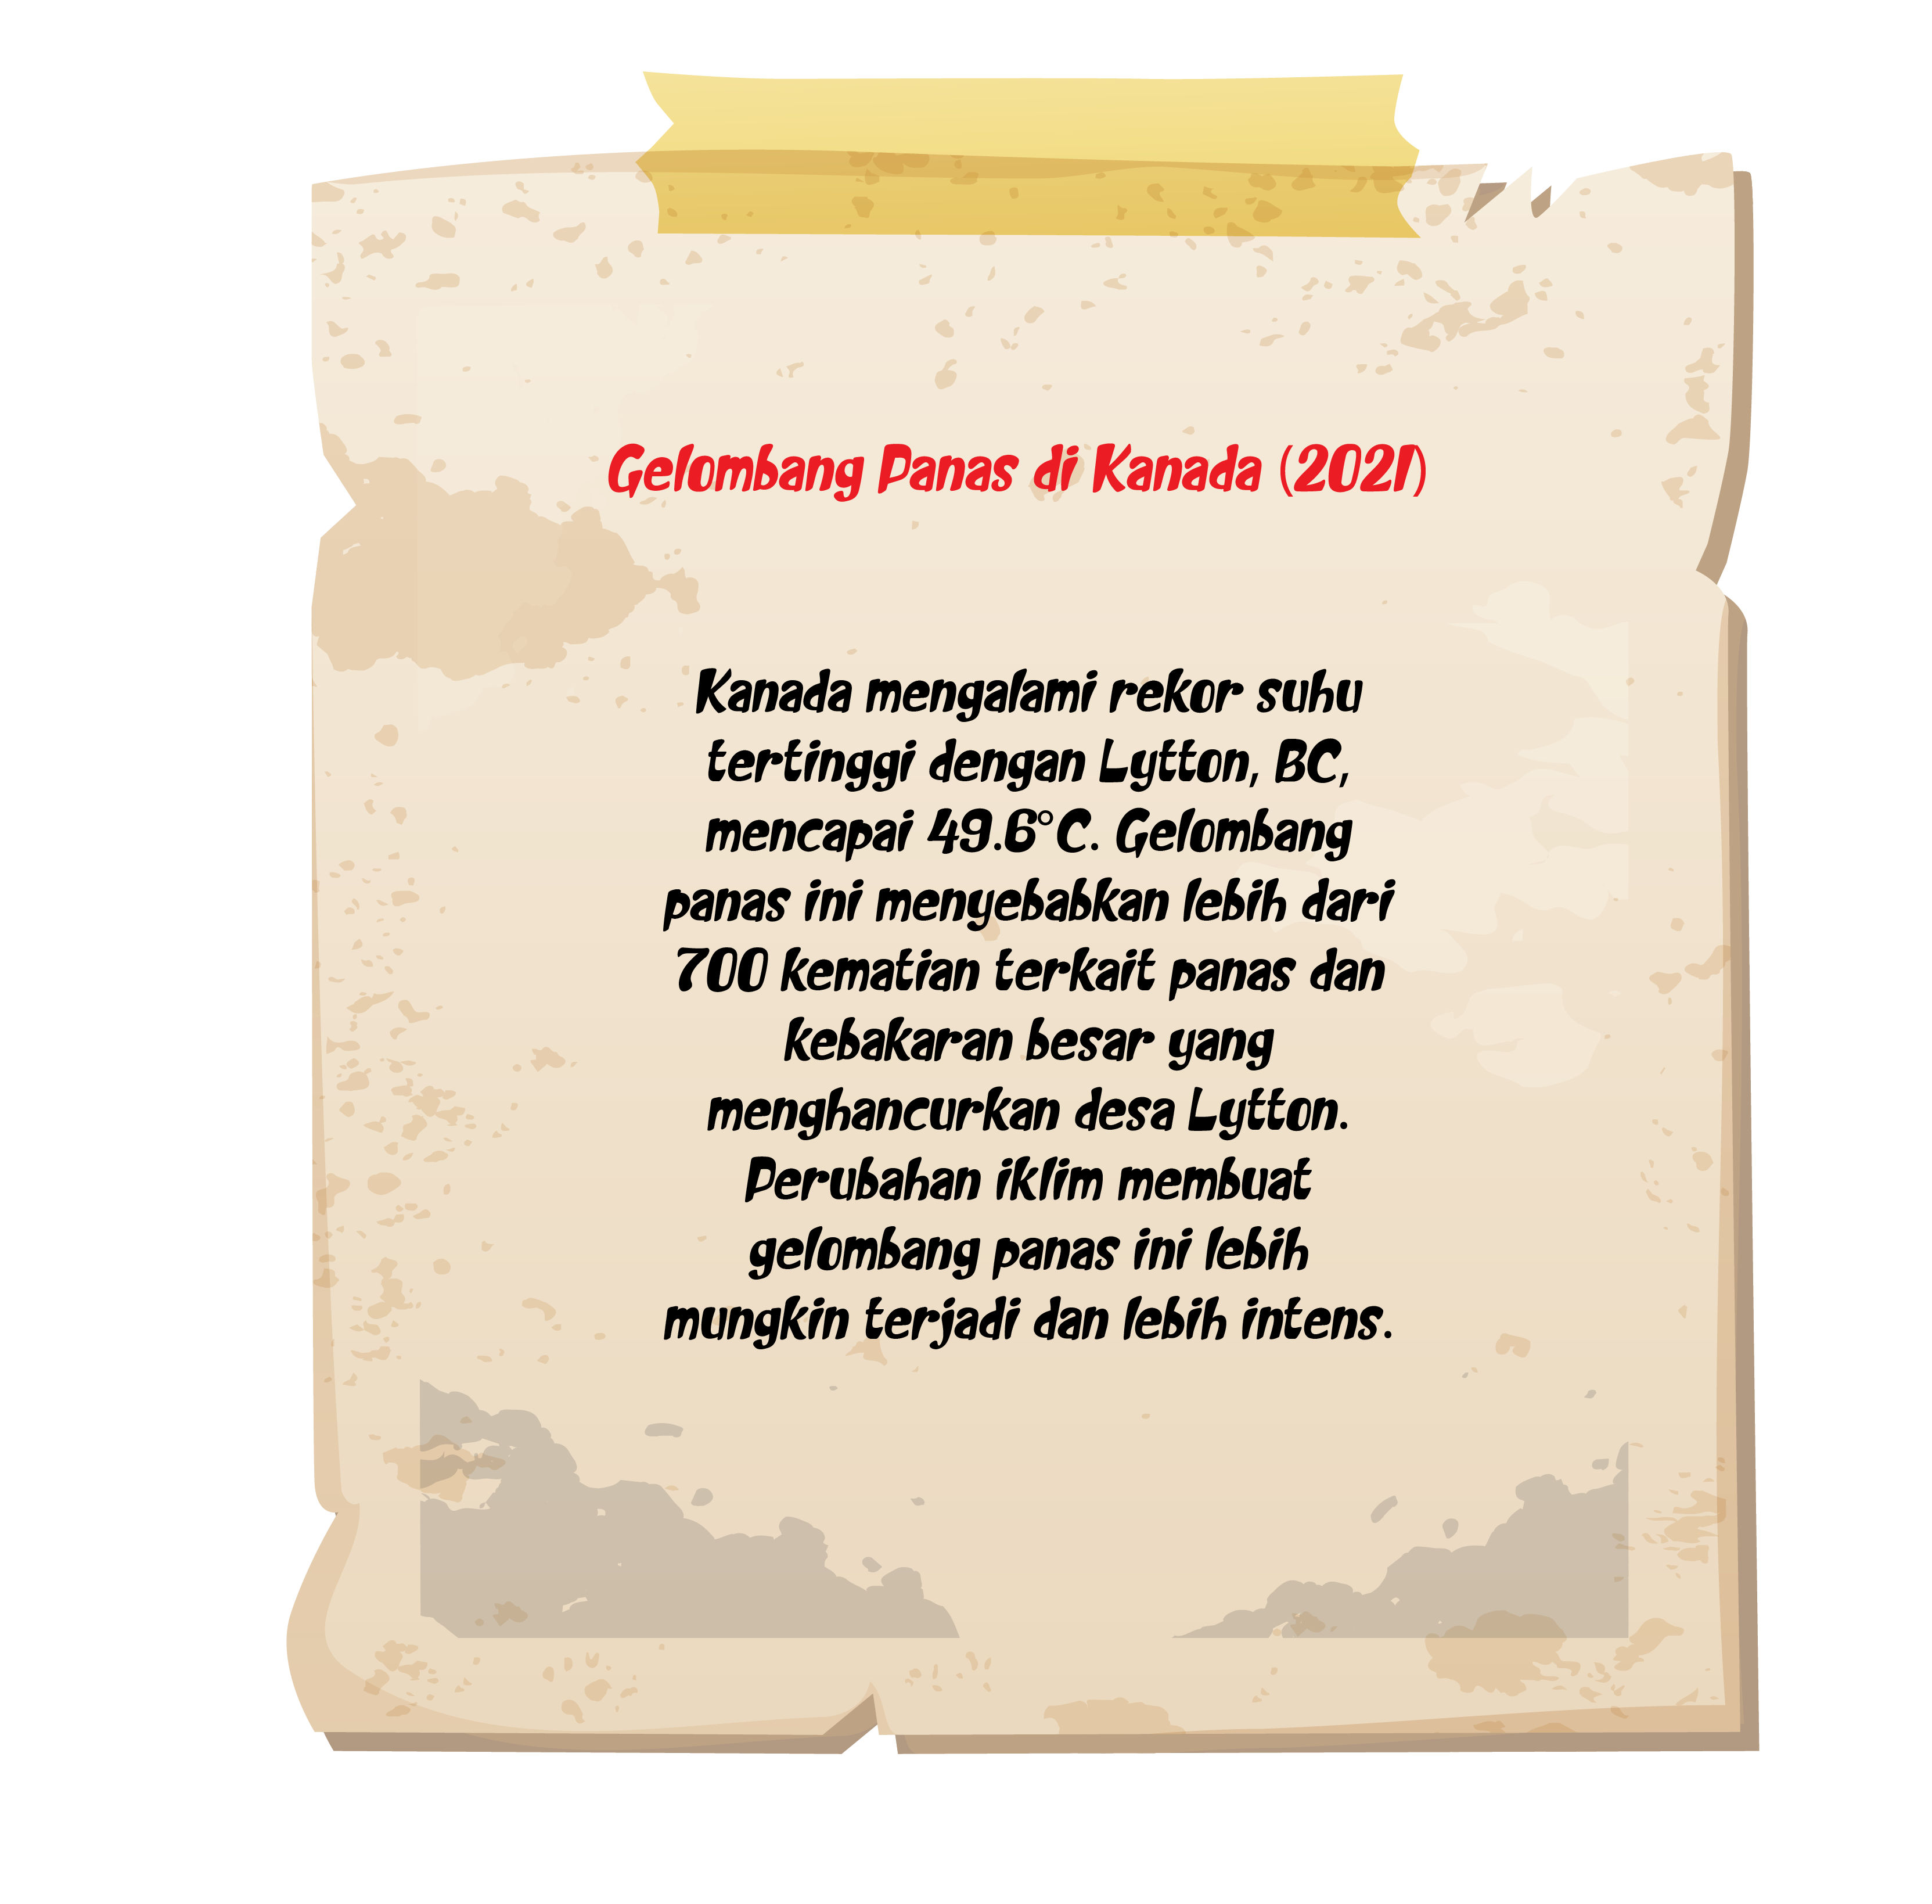 Gelombang Panas di Kanada (2021)
Kanada mengalami rekor suhu
tertinggi dengan Lytton, BC,
mencapai 49.6°C. Gelombang
panas ini menyebabkan lebih dari
700 kematian terkait panas dan
kebakaran besar yang
menghancurkan desa Lytton.
Perubahan iklim membuat
gelombang panas ini lebih
mungkin terjadi dan lebih intens.